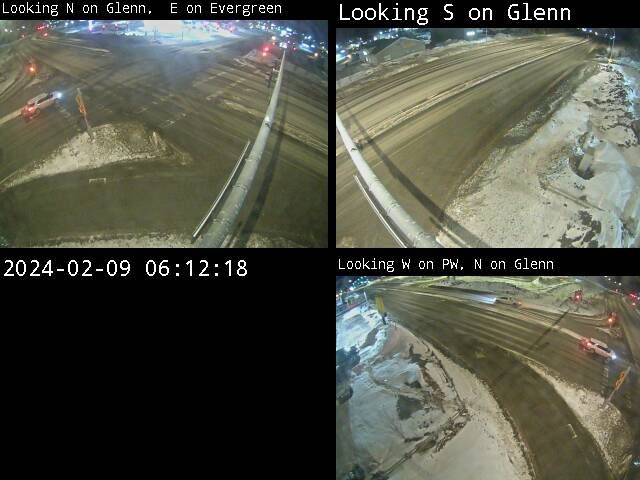 Looking N on Glenn,  E on Evergreen
Looking S on Glenn
2024-02-09 06:12:18
Looking W on PW, N on Glenn